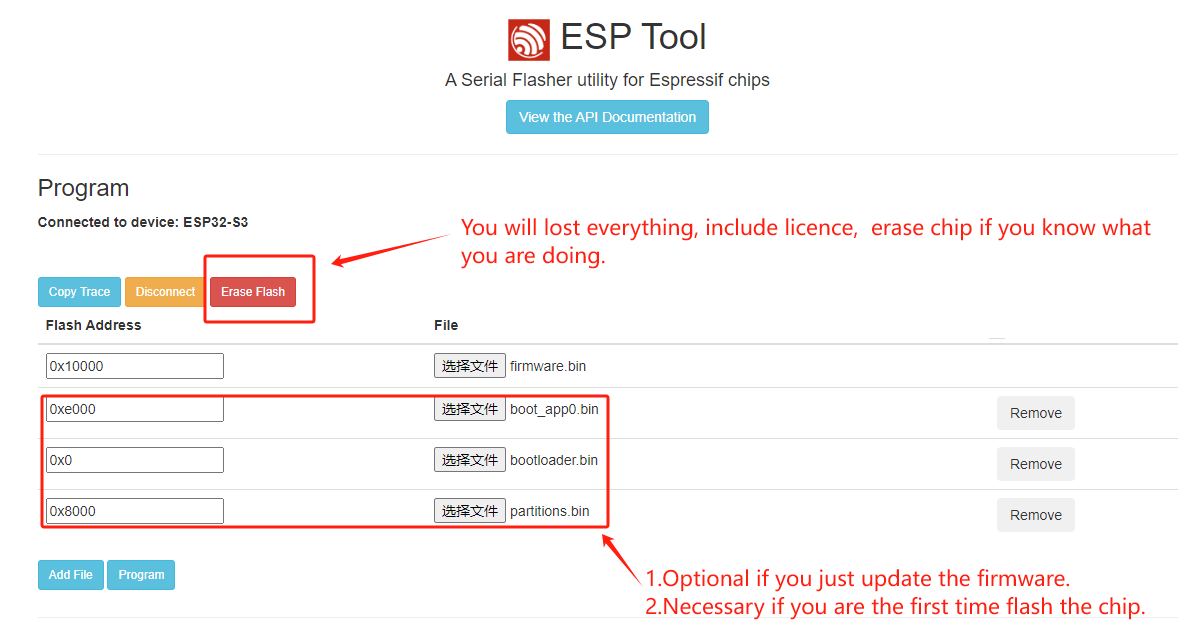 ESP Tool
A Serial Flasher utility for Espressif chips
View the API Documentation
Program
Connected to device: ESP32-S3
You will lost everything, include licence, erase chip if you know what
you are doing.
Copy Trace Disconnect Erase Flash
Flash Address File
0x10000 选择文件 firmware.bin
0xe000 选择文件 boot_app0.bin Remove
0x0 选择文件 bootloader.bin Remove
0x8000 选择文件 partitions.bin Remove
Add File Program
1.Optional if you just update the firmware.
2.Necessary if you are the first time flash the chip.